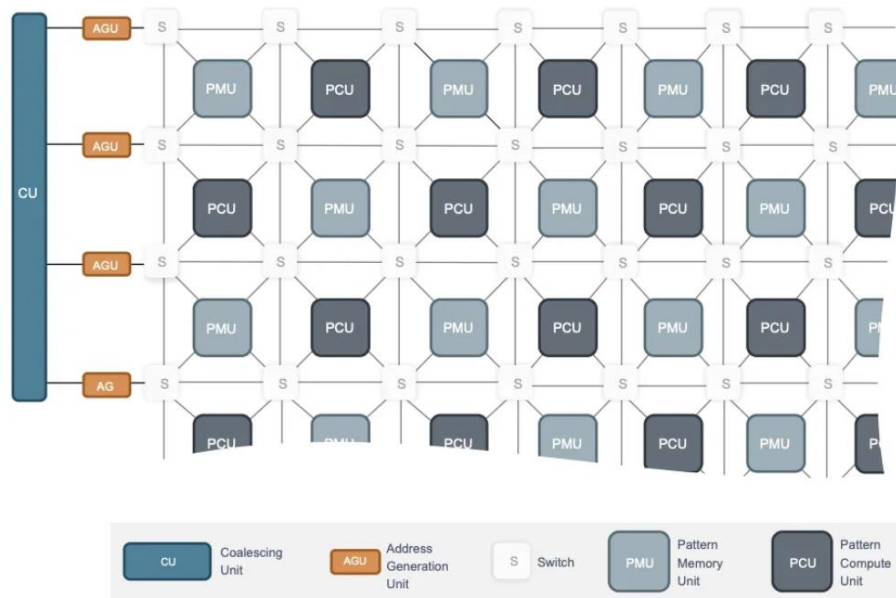 AGU S S S S S S S
PMU PCU PMU PCU PMU PCU PMU
AGU S S S S S S S
CU
PCU PMU PCU PMU PCU PMU PCU
AGU S S S S S S S
PMU PCU PMU PCU PMU PCU
AG S S S S S S S
PCU PMU PCU PMU PCU PMU
CU Coalescing
Unit
AGU Address
Generation
Unit
S Switch
PMU Pattern
Memory
Unit
PCU Pattern
Compute
Unit